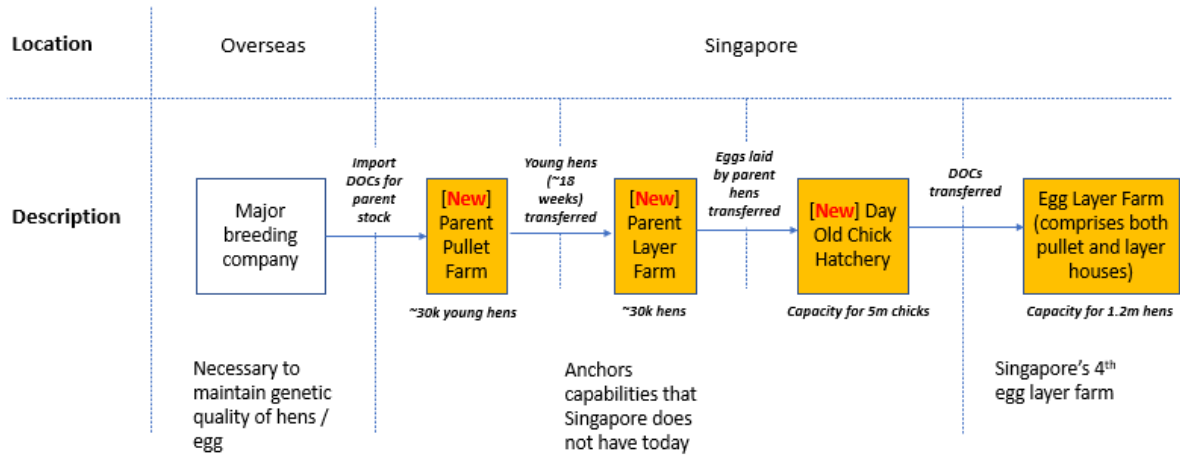 Location
Overseas
Singapore
Description
Import
DOCs for
parent
stock
Young hens
(~18
weeks)
transferred
Eggs laid
by parent
hens
transferred
DOCs
transferred
Major
breeding
company
[New]
Parent
Pullet
Farm
[New]
Parent
Layer
Farm
[New] Day
Old Chick
Hatchery
Egg Layer Farm
(comprises both
pullet and layer
houses)
~30k young hens
~30k hens
Capacity for 5m chicks
Capacity for 1.2m hens
Necessary to
maintain genetic
quality of hens /
egg
Anchors
capabilities that
Singapore does
not have today
Singapore's 4th
egg layer farm